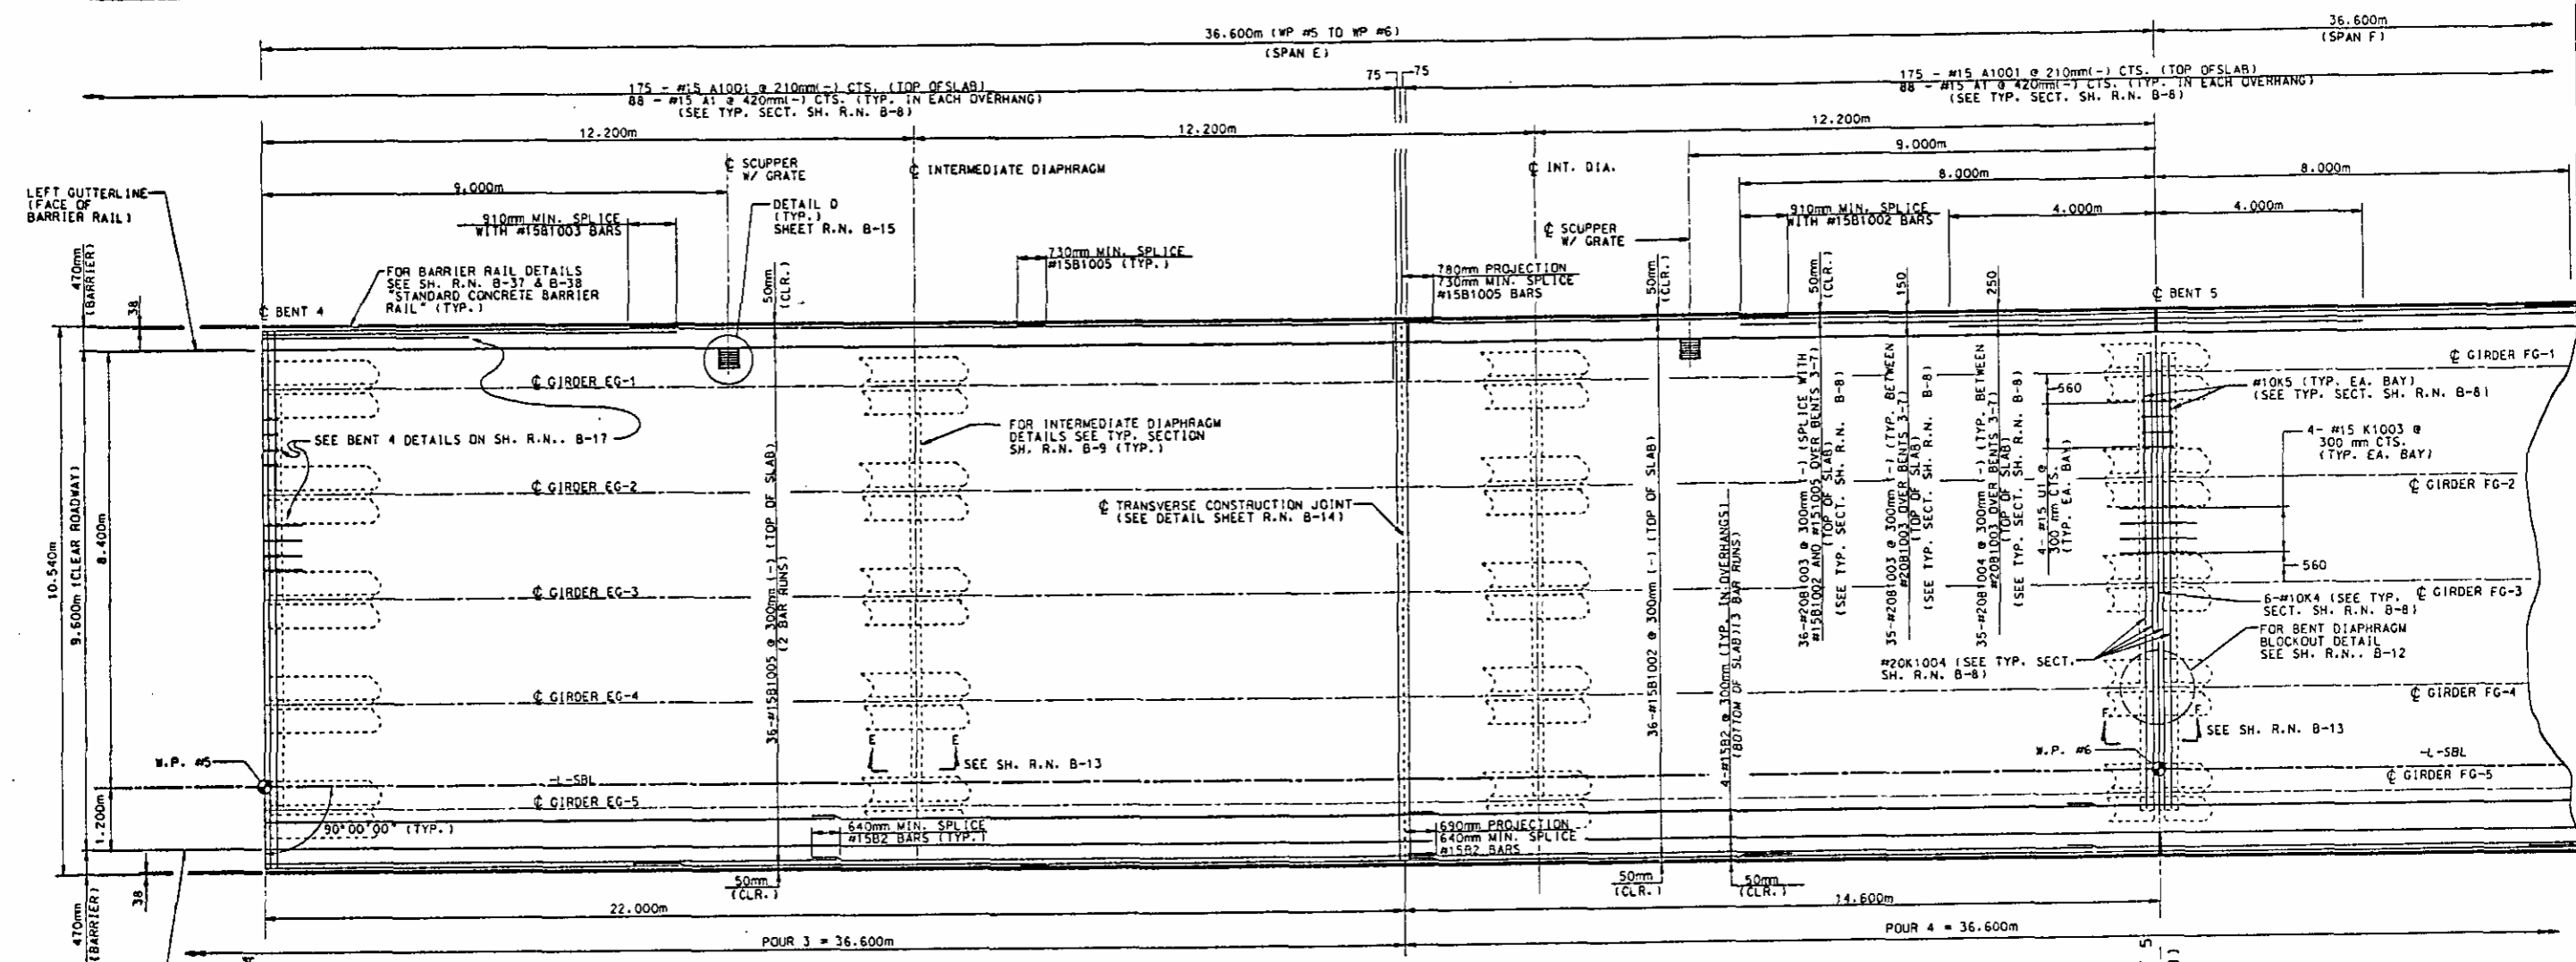 36.600m (WP #5 TO WP #6)
(SPAN E)
36.600m
(SPAN F)
175 - #15 A1001 @ 210mm(-) CTS. (TOP OFSLAB)
88 - #15 A1 @ 420mm(-) CTS. (TYP. IN EACH OVERHANG)
(SEE TYP. SECT. SH. R.N. B-8)
75
75
175 - #15 A1001 @ 210mm(-) CTS. (TOP OFSLAB)
88 - #15 A1 @ 420mm(-) CTS. (TYP. IN EACH OVERHANG)
(SEE TYP. SECT. SH. R.N. B-8)
12.200m
12.200m
12.200m
℄ SCUPPER
W/ GRATE
℄ INTERMEDIATE DIAPHRAGM
℄ INT. DIA.
9.000m
8.000m
8.000m
LEFT GUTTERLINE
(FACE OF
BARRIER RAIL)
9.000m
DETAIL D
(TYP.)
SHEET R.N. B-15
910mm MIN. SPLICE
WITH #15B1003 BARS
910mm MIN. SPLICE
WITH #15B1002 BARS
4.000m
4.000m
℄ SCUPPER
W/ GRATE
470mm
(BARRIER)
38
FOR BARRIER RAIL DETAILS
SEE SH. R.N. B-37 & B-38
"STANDARD CONCRETE BARRIER
RAIL" (TYP.)
730mm MIN. SPLICE
#15B1005 (TYP.)
50mm
(CLR.)
780mm PROJECTION
730mm MIN. SPLICE
#15B1005 BARS
50mm
(CLR.)
50mm
(CLR.)
150
250
℄ BENT 4
℄ BENT 5
℄ GIRDER EG-1
℄ GIRDER FG-1
560
#10K5 (TYP. EA. BAY)
(SEE TYP. SECT. SH. R.N. B-8)
SEE BENT 4 DETAILS ON SH. R.N.. B-17
FOR INTERMEDIATE DIAPHRAGM
DETAILS SEE TYP. SECTION
SH. R.N. B-9 (TYP.)
4- #15 K1003 @
300 mm CTS.
(TYP. EA. BAY)
℄ GIRDER EG-2
℄ GIRDER FG-2
℄ TRANSVERSE CONSTRUCTION JOINT
(SEE DETAIL SHEET R.N. B-14)
10.540m
9.600m (CLEAR ROADWAY)
8.400m
36-#15B1005 @ 300mm (-) (TOP OF SLAB)
(2 BAR RUNS)
36-#15B1002 @ 300mm (-) (TOP OF SLAB)
4-#15B2 @ 300mm (TYP. IN OVERHANGS)
(BOTTOM OF SLAB)(3 BAR RUNS)
36-#20B1003 @ 300mm (-) (SPLICE WITH
#15B1002 AND #151005 OVER BENTS 3-7)
(TOP OF SLAB)
(SEE TYP. SECT. SH. R.N. B-8)
35-#20B1003 @ 300mm (-) (TYP. BETWEEN
#20B1003 OVER BENTS 3-7)
(TOP OF SLAB)
(SEE TYP. SECT. SH. R.N. B-8)
35-#20B1004 @ 300mm (-) (TYP. BETWEEN
#20B1003 OVER BENTS 3-7)
(TOP OF SLAB)
(SEE TYP. SECT. SH. R.N. B-8)
4- #15 U1 @
300 mm CTS.
(TYP. EA. BAY)
560
℄ GIRDER EG-3
℄ GIRDER FG-3
6-#10K4 (SEE TYP.
SECT. SH. R.N. B-8)
FOR BENT DIAPHRAGM
BLOCKOUT DETAIL
SEE SH. R.N.. B-12
#20K1004 (SEE TYP. SECT.
SH. R.N. B-8)
℄ GIRDER EG-4
℄ GIRDER FG-4
F
F
SEE SH. R.N. B-13
E
E
SEE SH. R.N. B-13
W.P. #5
W.P. #6
-L-SBL
-L-SBL
℄ GIRDER EG-5
℄ GIRDER FG-5
1.200m
90°00'00" (TYP.)
640mm MIN. SPLICE
#15B2 BARS (TYP.)
690mm PROJECTION
640mm MIN. SPLICE
#15B2 BARS
38
50mm
(CLR.)
50mm
(CLR.)
50mm
(CLR.)
470mm
(BARRIER)
22.000m
14.600m
POUR 3 = 36.600m
POUR 4 = 36.600m